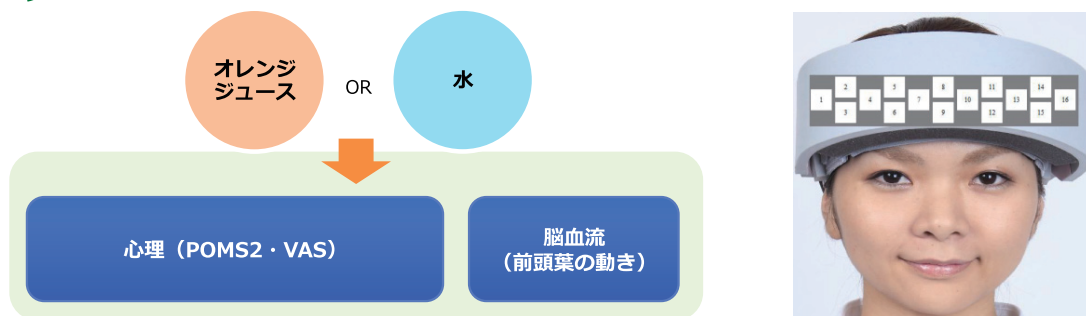 オレンジ
ジュース
OR
水
心理（POMS2・VAS）
脳血流
（前頭葉の動き）
2 5 8 11 14
1 4 7 10 13 16
3 6 9 12 15